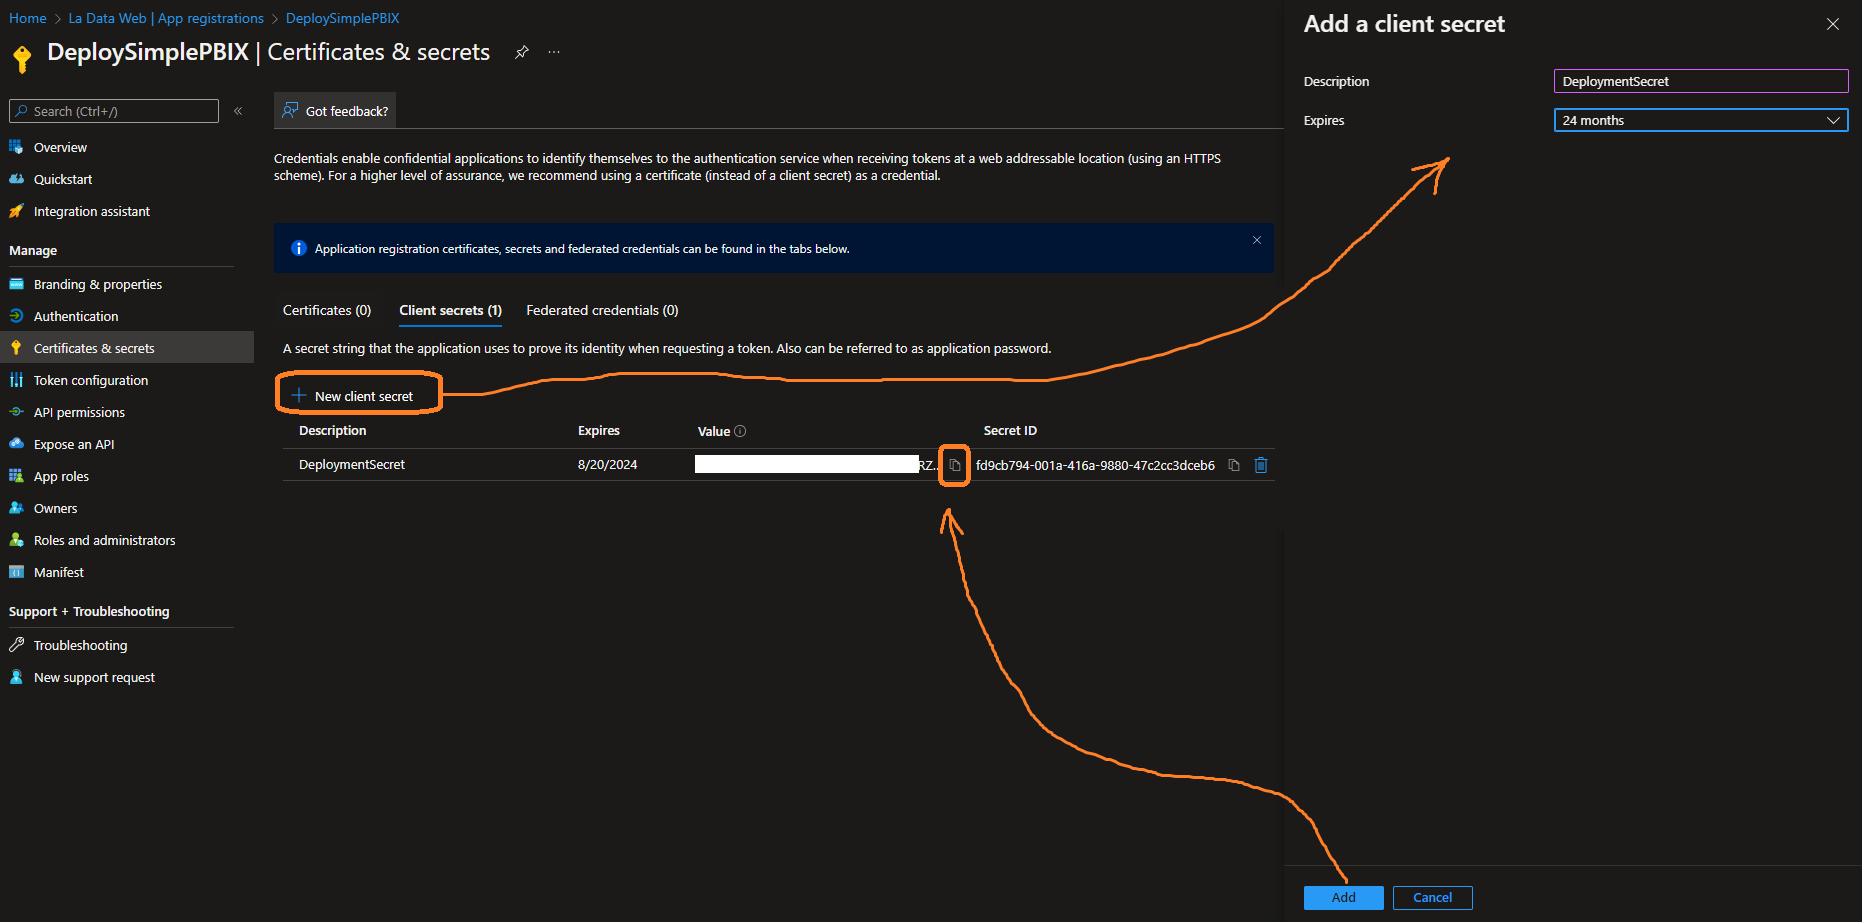 Home > La Data Web | App registrations > DeploySimplePBIX
DeploySimplePBIX | Certificates & secrets ...
Search (Ctrl+/) «
Overview
Quickstart
Integration assistant
Manage
Branding & properties
Authentication
Certificates & secrets
Token configuration
API permissions
Expose an API
App roles
Owners
Roles and administrators
Manifest
Support + Troubleshooting
Troubleshooting
New support request
Got feedback?
Credentials enable confidential applications to identify themselves to the authentication service when receiving tokens at a web addressable location (using an HTTPS
scheme). For a higher level of assurance, we recommend using a certificate (instead of a client secret) as a credential.
Application registration certificates, secrets and federated credentials can be found in the tabs below.
Certificates (0) Client secrets (1) Federated credentials (0)
A secret string that the application uses to prove its identity when requesting a token. Also can be referred to as application password.
New client secret
Description Expires Value Secret ID
DeploymentSecret 8/20/2024 RZ... fd9cb794-001a-416a-9880-47c2cc3dceb6
Add a client secret
Description DeploymentSecret
Expires 24 months
Add Cancel